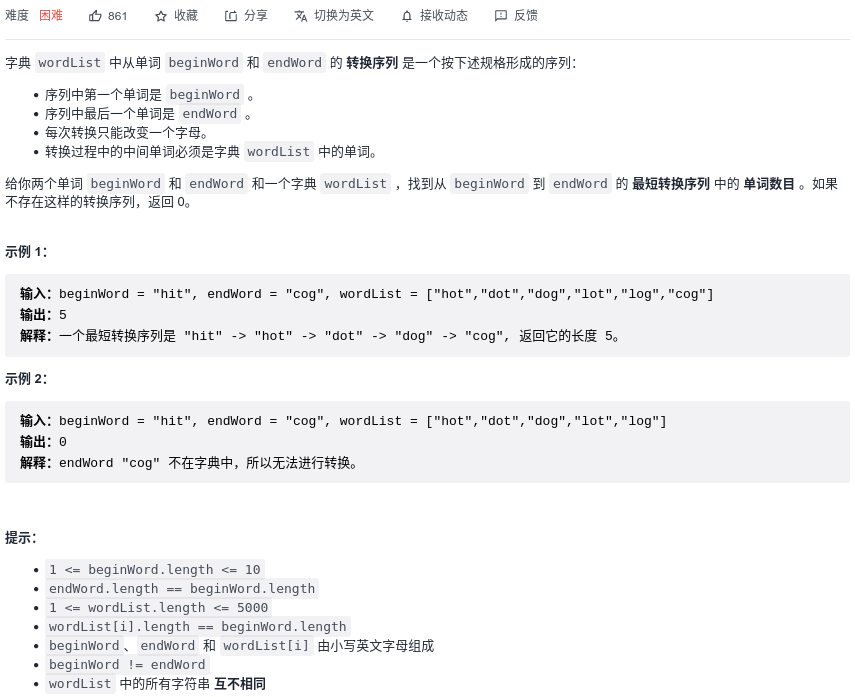 难度 困难 861 收藏 分享 切换为英文 接收动态 反馈
字典 wordList 中从单词 beginWord 和 endWord 的 转换序列 是一个按下述规格形成的序列：
• 序列中第一个单词是 beginWord 。
• 序列中最后一个单词是 endWord 。
• 每次转换只能改变一个字母。
• 转换过程中的中间单词必须是字典 wordList 中的单词。
给你两个单词 beginWord 和 endWord 和一个字典 wordList ，找到从 beginWord 到 endWord 的 最短转换序列 中的 单词数目 。如果
不存在这样的转换序列，返回 0。
示例 1：
输入：beginWord = "hit", endWord = "cog", wordList = ["hot","dot","dog","lot","log","cog"]
输出：5
解释：一个最短转换序列是 "hit" -> "hot" -> "dot" -> "dog" -> "cog", 返回它的长度 5。
示例 2：
输入：beginWord = "hit", endWord = "cog", wordList = ["hot","dot","dog","lot","log"]
输出：0
解释：endWord "cog" 不在字典中，所以无法进行转换。
提示：
• 1 <= beginWord.length <= 10
• endWord.length == beginWord.length
• 1 <= wordList.length <= 5000
• wordList[i].length == beginWord.length
• beginWord 、 endWord 和 wordList[i] 由小写英文字母组成
• beginWord != endWord
• wordList 中的所有字符串 互不相同